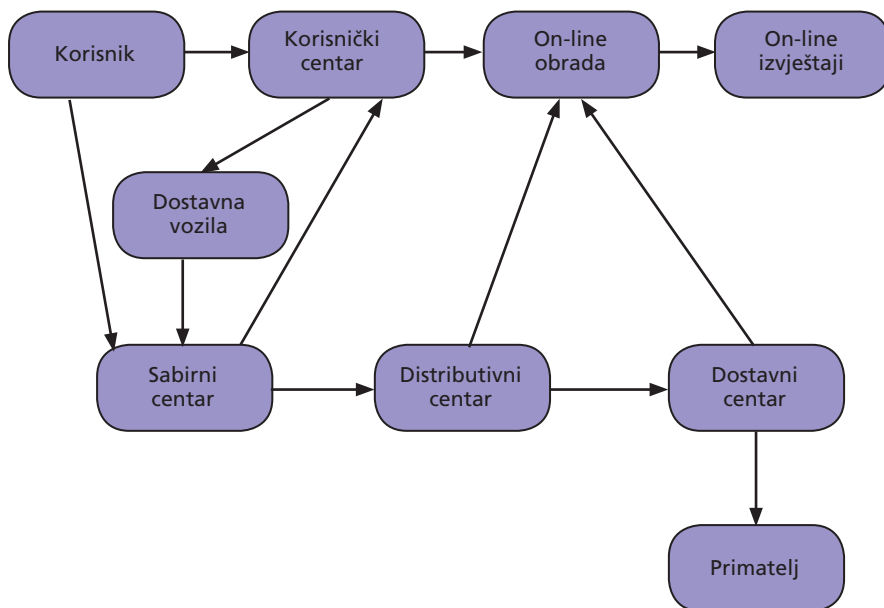 Korisnik
Korisnički
centar
On-line
obrada
On-line
izvještaji
Dostavna
vozila
Sabirni
centar
Distributivni
centar
Dostavni
centar
Primatelj